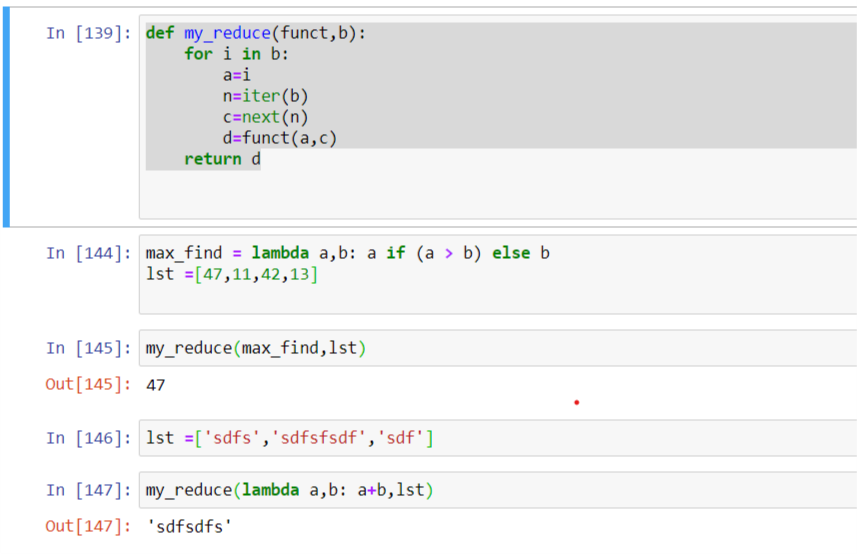 In [139]: def my_reduce(funct,b):
    for i in b:
        a=i
        n=iter(b)
        c=next(n)
        d=funct(a,c)
    return d
In [144]: max_find = lambda a,b: a if (a > b) else b
lst =[47,11,42,13]
In [145]: my_reduce(max_find,lst)
Out[145]: 47
In [146]: lst =['sdfs','sdfsfsdf','sdf']
In [147]: my_reduce(lambda a,b: a+b,lst)
Out[147]: 'sdfsdfs'